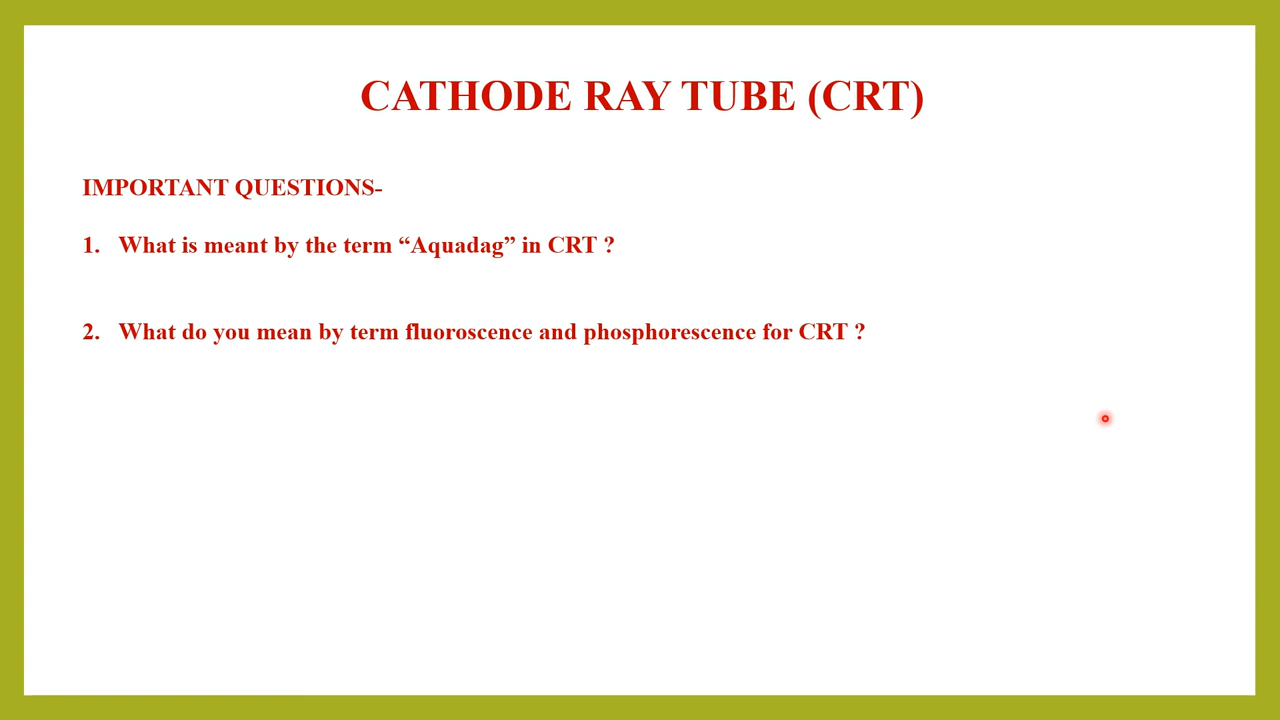 CATHODE RAY TUBE (CRT)
IMPORTANT QUESTIONS-
1. What is meant by the term “Aquadag” in CRT ?
2. What do you mean by term fluoroscence and phosphorescence for CRT ?